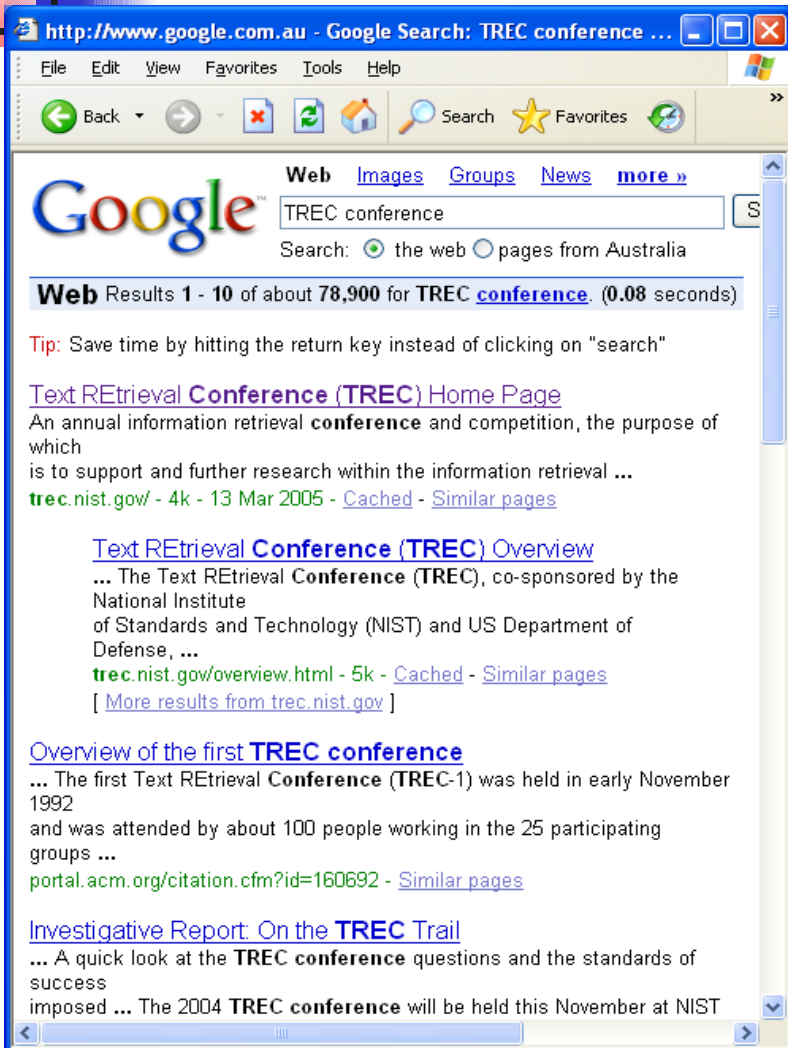 http://www.google.com.au - Google Search: TREC conference ...
File Edit View Favorites Tools Help
Back Search Favorites »
Web Images Groups News more »
Google™
TREC conference S
Search: the web pages from Australia
Web Results 1 - 10 of about 78,900 for TREC conference. (0.08 seconds)
Tip: Save time by hitting the return key instead of clicking on "search"
Text REtrieval Conference (TREC) Home Page
An annual information retrieval conference and competition, the purpose of
which
is to support and further research within the information retrieval ...
trec.nist.gov/ - 4k - 13 Mar 2005 - Cached - Similar pages
Text REtrieval Conference (TREC) Overview
... The Text REtrieval Conference (TREC), co-sponsored by the
National Institute
of Standards and Technology (NIST) and US Department of
Defense, ...
trec.nist.gov/overview.html - 5k - Cached - Similar pages
[ More results from trec.nist.gov ]
Overview of the first TREC conference
... The first Text REtrieval Conference (TREC-1) was held in early November
1992
and was attended by about 100 people working in the 25 participating
groups ...
portal.acm.org/citation.cfm?id=160692 - Similar pages
Investigative Report: On the TREC Trail
... A quick look at the TREC conference questions and the standards of
success
imposed ... The 2004 TREC conference will be held this November at NIST